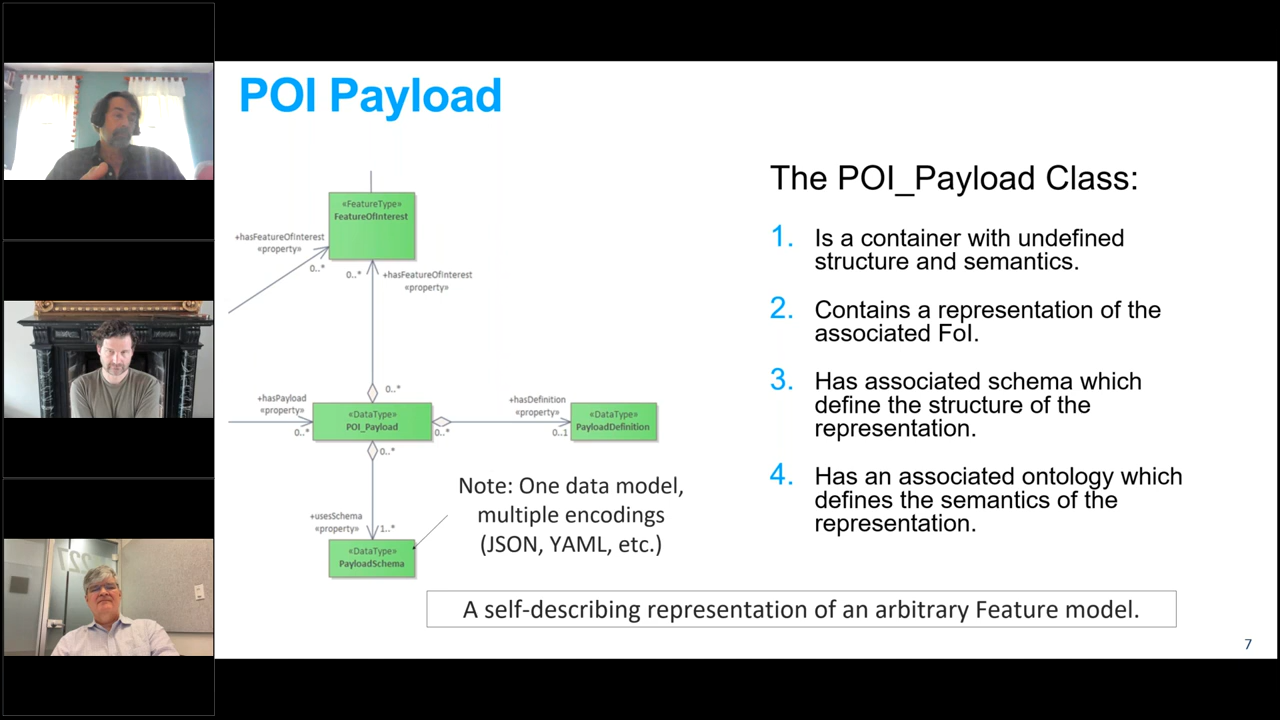 POI Payload
«FeatureType»
FeatureOfInterest
+hasFeatureOfInterest
«property»
0..*
0..*
+hasFeatureOfInterest
«property»
0..*
+hasPayload
«property»
0..*
«DataType»
POI_Payload
0..*
+hasDefinition
«property»
0..1
«DataType»
PayloadDefinition
0..*
+usesSchema
«property»
1..*
«DataType»
PayloadSchema
Note: One data model,
multiple encodings
(JSON, YAML, etc.)
The POI_Payload Class:
1. Is a container with undefined
structure and semantics.
2. Contains a representation of the
associated FoI.
3. Has associated schema which
define the structure of the
representation.
4. Has an associated ontology which
defines the semantics of the
representation.
A self-describing representation of an arbitrary Feature model.
7
227